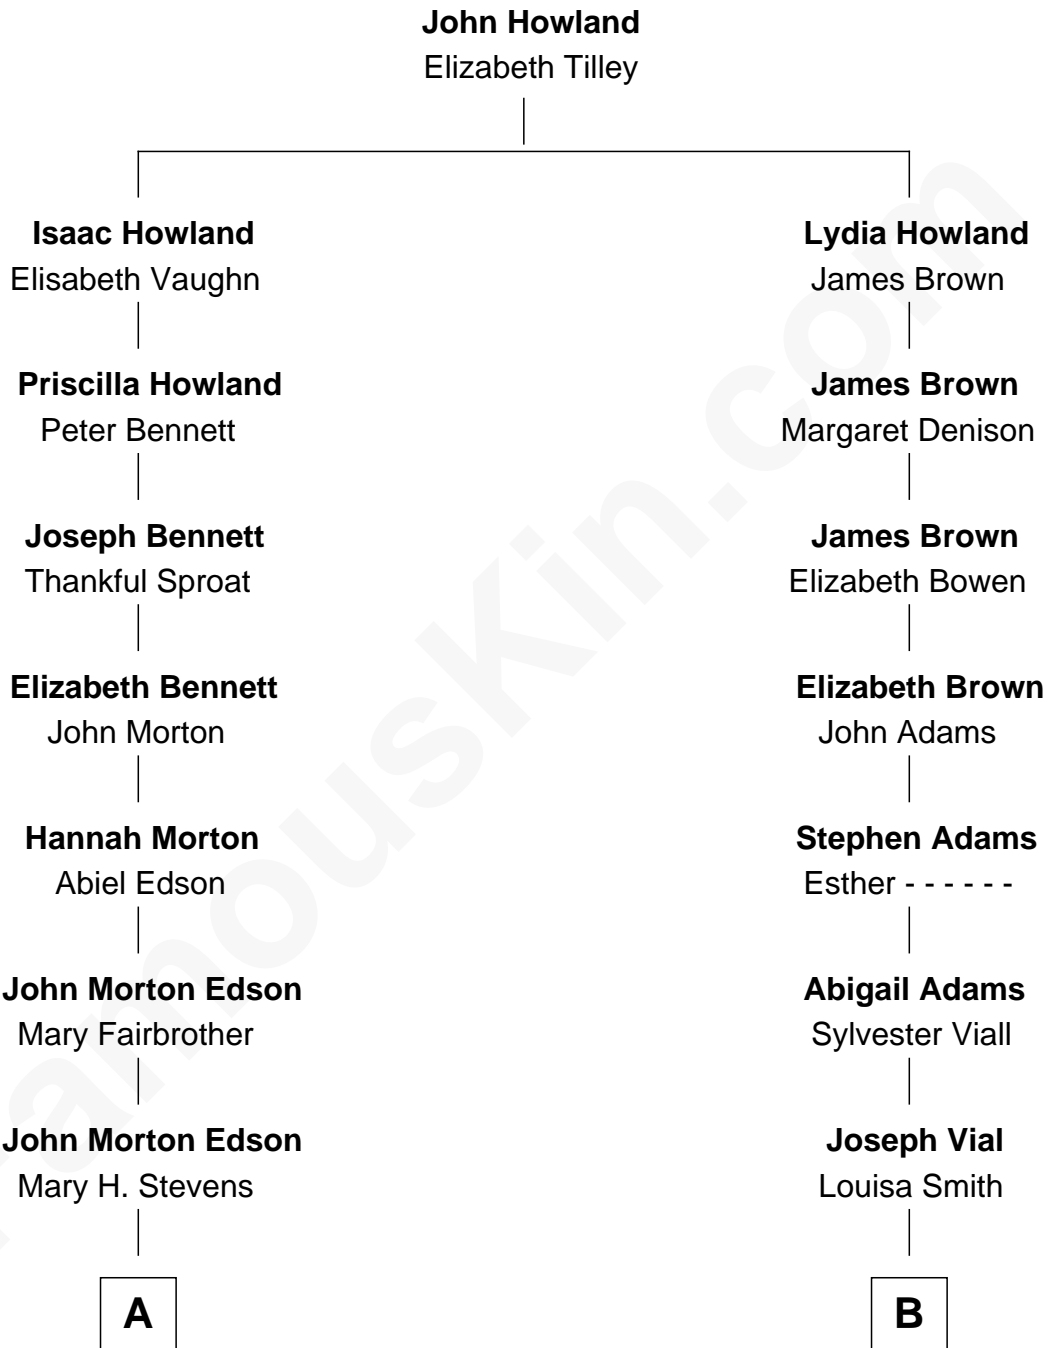 John Howland
Elizabeth Tilley
Isaac Howland
Elisabeth Vaughn
Lydia Howland
James Brown
Priscilla Howland
Peter Bennett
James Brown
Margaret Denison
Joseph Bennett
Thankful Sproat
James Brown
Elizabeth Bowen
Elizabeth Bennett
John Morton
Elizabeth Brown
John Adams
Hannah Morton
Abiel Edson
Stephen Adams
Esther - - - - - -
John Morton Edson
Mary Fairbrother
Abigail Adams
Sylvester Viall
John Morton Edson
Mary H. Stevens
Joseph Vial
Louisa Smith
A
B
FamousKin.com